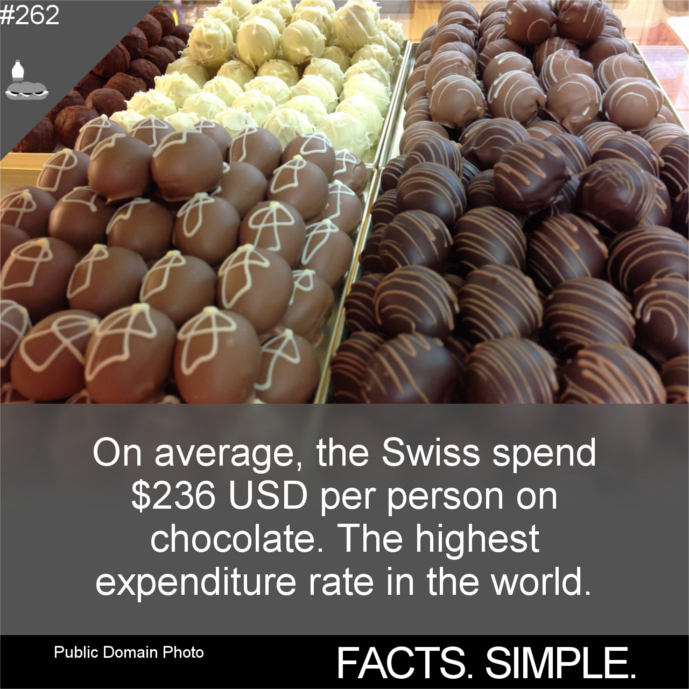 #262
On average, the Swiss spend
$236 USD per person on
chocolate. The highest
expenditure rate in the world.
Public Domain Photo
FACTS. SIMPLE.